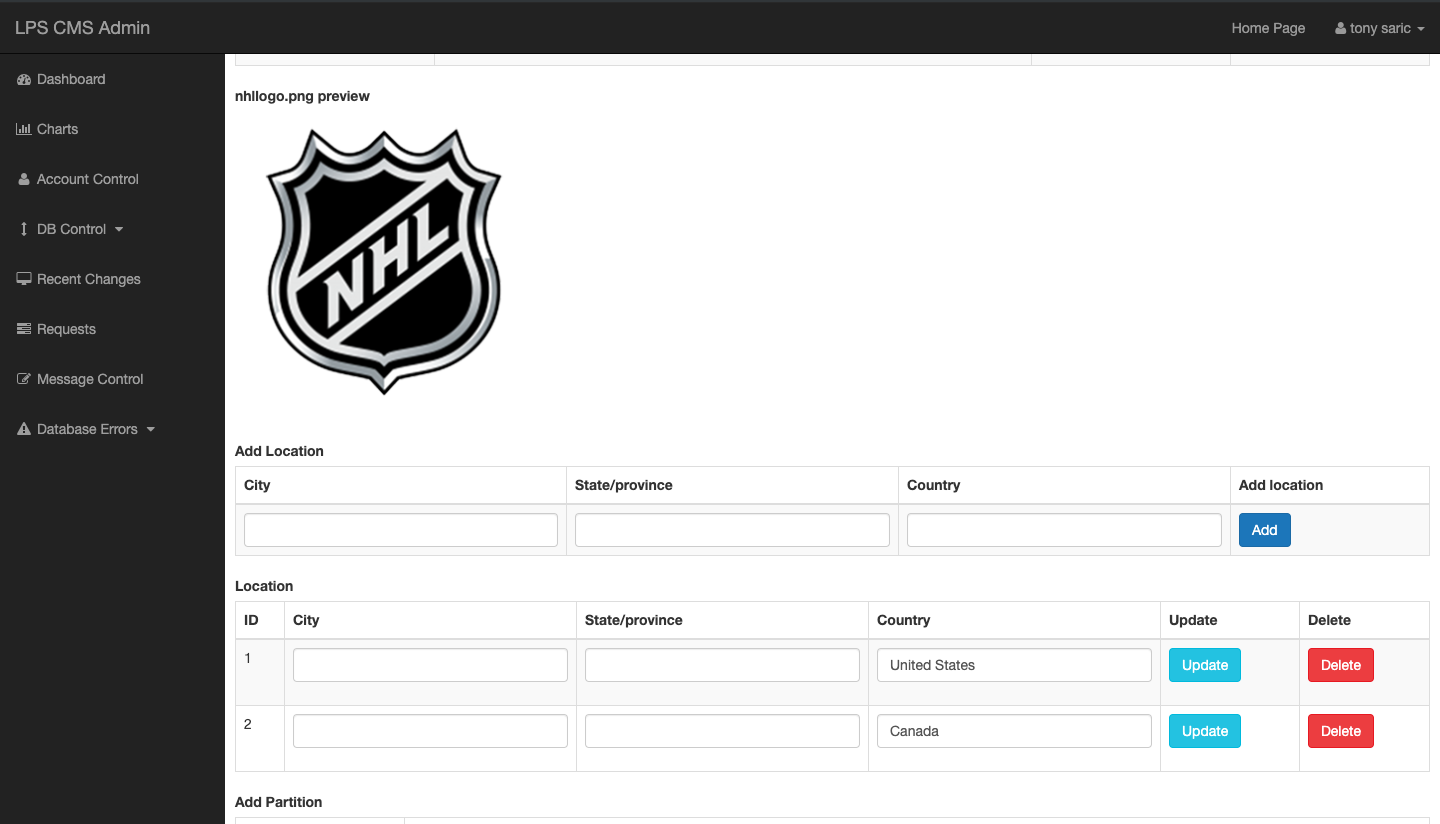 LPS CMS Admin
Home Page
tony saric
Dashboard
Charts
Account Control
DB Control
Recent Changes
Requests
Message Control
Database Errors
nhllogo.png preview
NHL
Add Location
City State/province Country Add location
Add
Location
ID City State/province Country Update Delete
1 United States Update Delete
2 Canada Update Delete
Add Partition